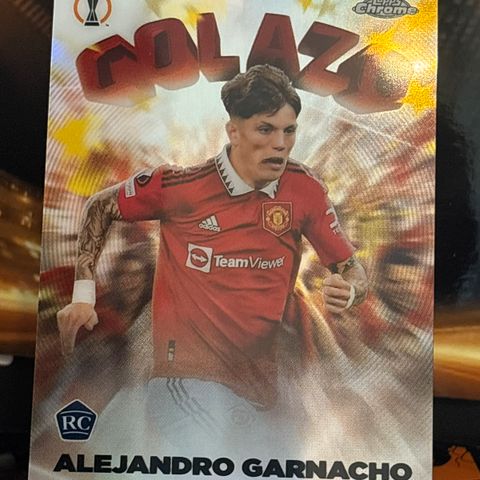 Topps
Chrome
GOLAZO
adidas
TeamViewer
RC
ALEJANDRO GARNACHO